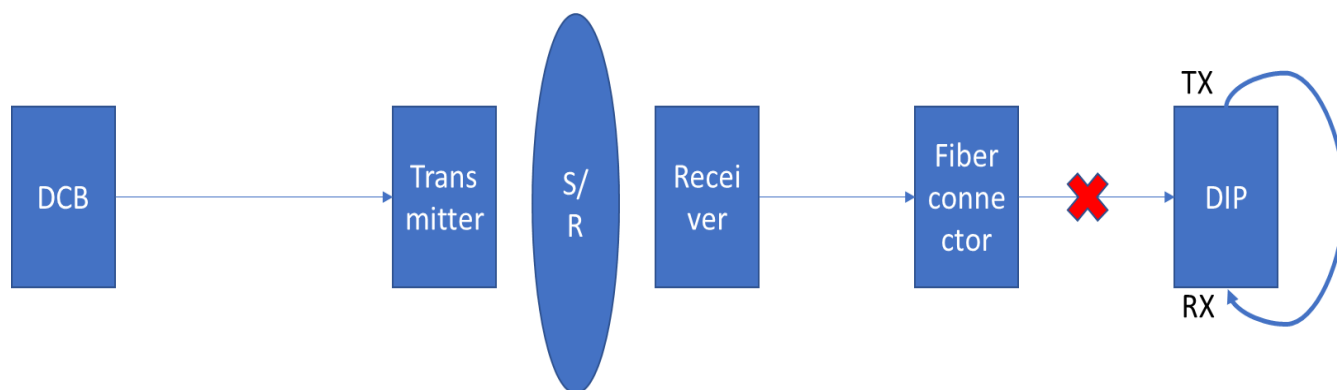 DCB
Trans
mitter
S/
R
Recei
ver
Fiber
conne
ctor
TX
DIP
RX